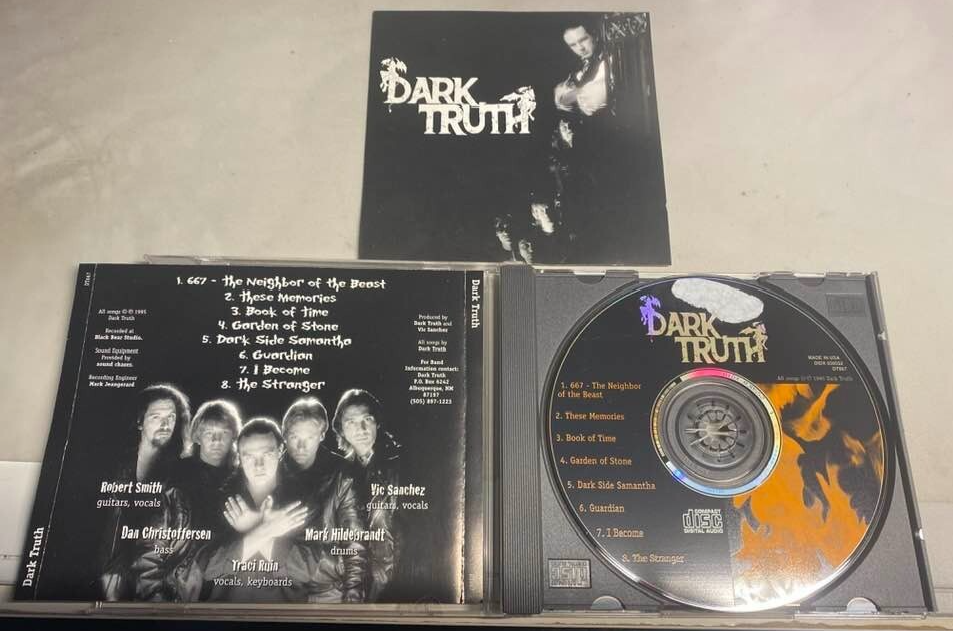 DARK
TRUTH
DT667
1. 667 - the Neighbor of the Beast
2. these Memories
3. Book of Time
4. Garden of Stone
5. Dark Side Samantha
6. Guardian
7. I Become
8. the Stranger
All songs © ℗ 1995
Dark Truth
Recorded at
Black Bear Studio.
Sound Equipment
Provided by
sound chaser.
Recording Engineer
Mark Jeangerard
Produced by
Dark Truth and
Vic Sanchez
All songs by
Dark Truth
For Band
Information contact:
Dark Truth
P.O. Box 6242
Albuquerque, NM
87197
(505) 897-1223
Robert Smith
guitars, vocals
Vic Sanchez
guitars, vocals
Dan Christoffersen
bass
Mark Hildebrandt
drums
Traci Ruin
vocals, keyboards
Dark Truth
Dark Truth
DARK
TRUTH
MADE IN USA
DT667
All songs ©℗ 1995 Dark Truth
1. 667 - The Neighbor
of the Beast
2. These Memories
3. Book of Time
4. Garden of Stone
5. Dark Side Samantha
6. Guardian
7. I Become
8. The Stranger
COMPACT
disc
DIGITAL AUDIO